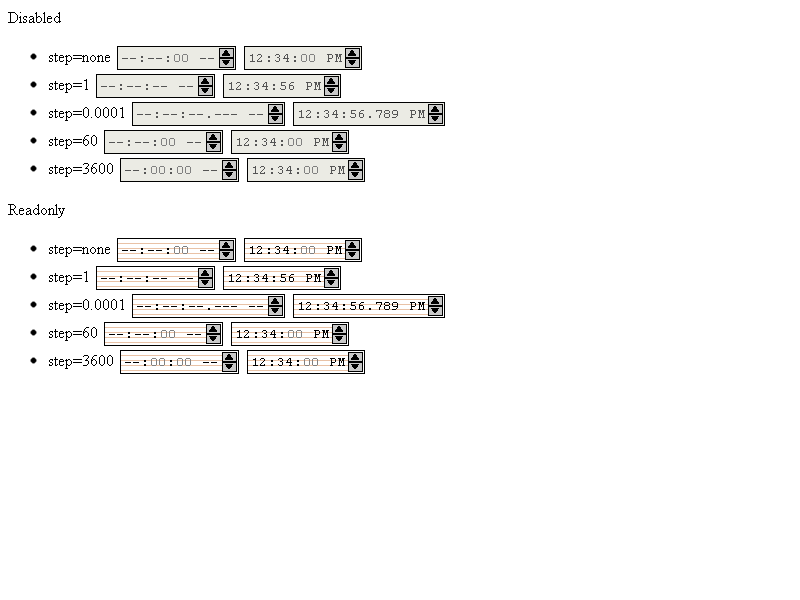 Disabled
step=none --:--:00 -- 12:34:00 PM
step=1 --:--:-- -- 12:34:56 PM
step=0.0001 --:--:--.--- -- 12:34:56.789 PM
step=60 --:--:00 -- 12:34:00 PM
step=3600 --:00:00 -- 12:34:00 PM
Readonly
step=none --:--:00 -- 12:34:00 PM
step=1 --:--:-- -- 12:34:56 PM
step=0.0001 --:--:--.--- -- 12:34:56.789 PM
step=60 --:--:00 -- 12:34:00 PM
step=3600 --:00:00 -- 12:34:00 PM